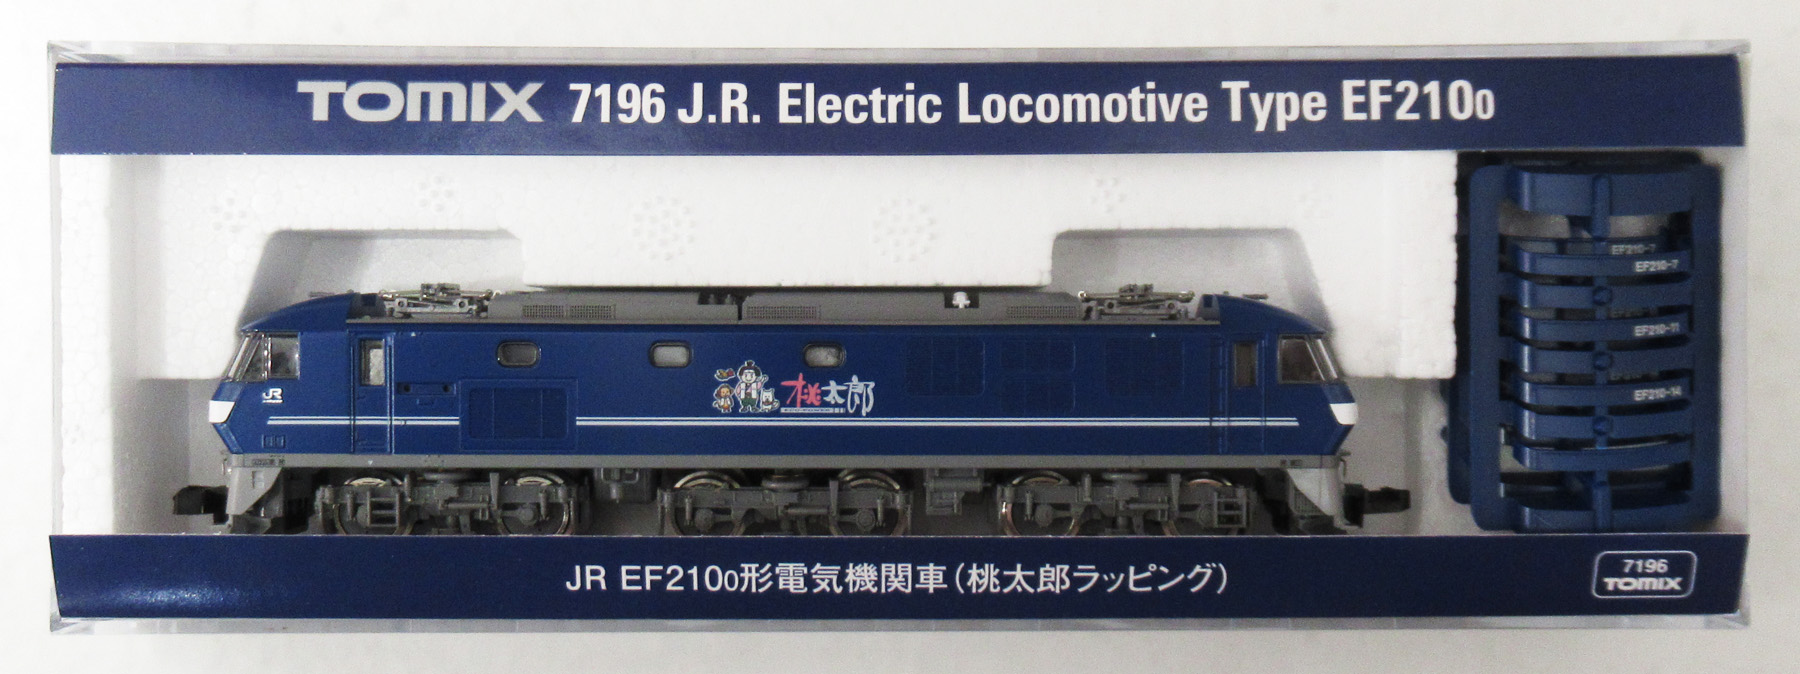 TOMIX 7196 J.R. Electric Locomotive Type EF2100
EF210-7
EF210-7
EF210-11
EF210-14
JR
桃太郎
JR EF2100形電気機関車(桃太郎ラッピング)
7196
TOMIX